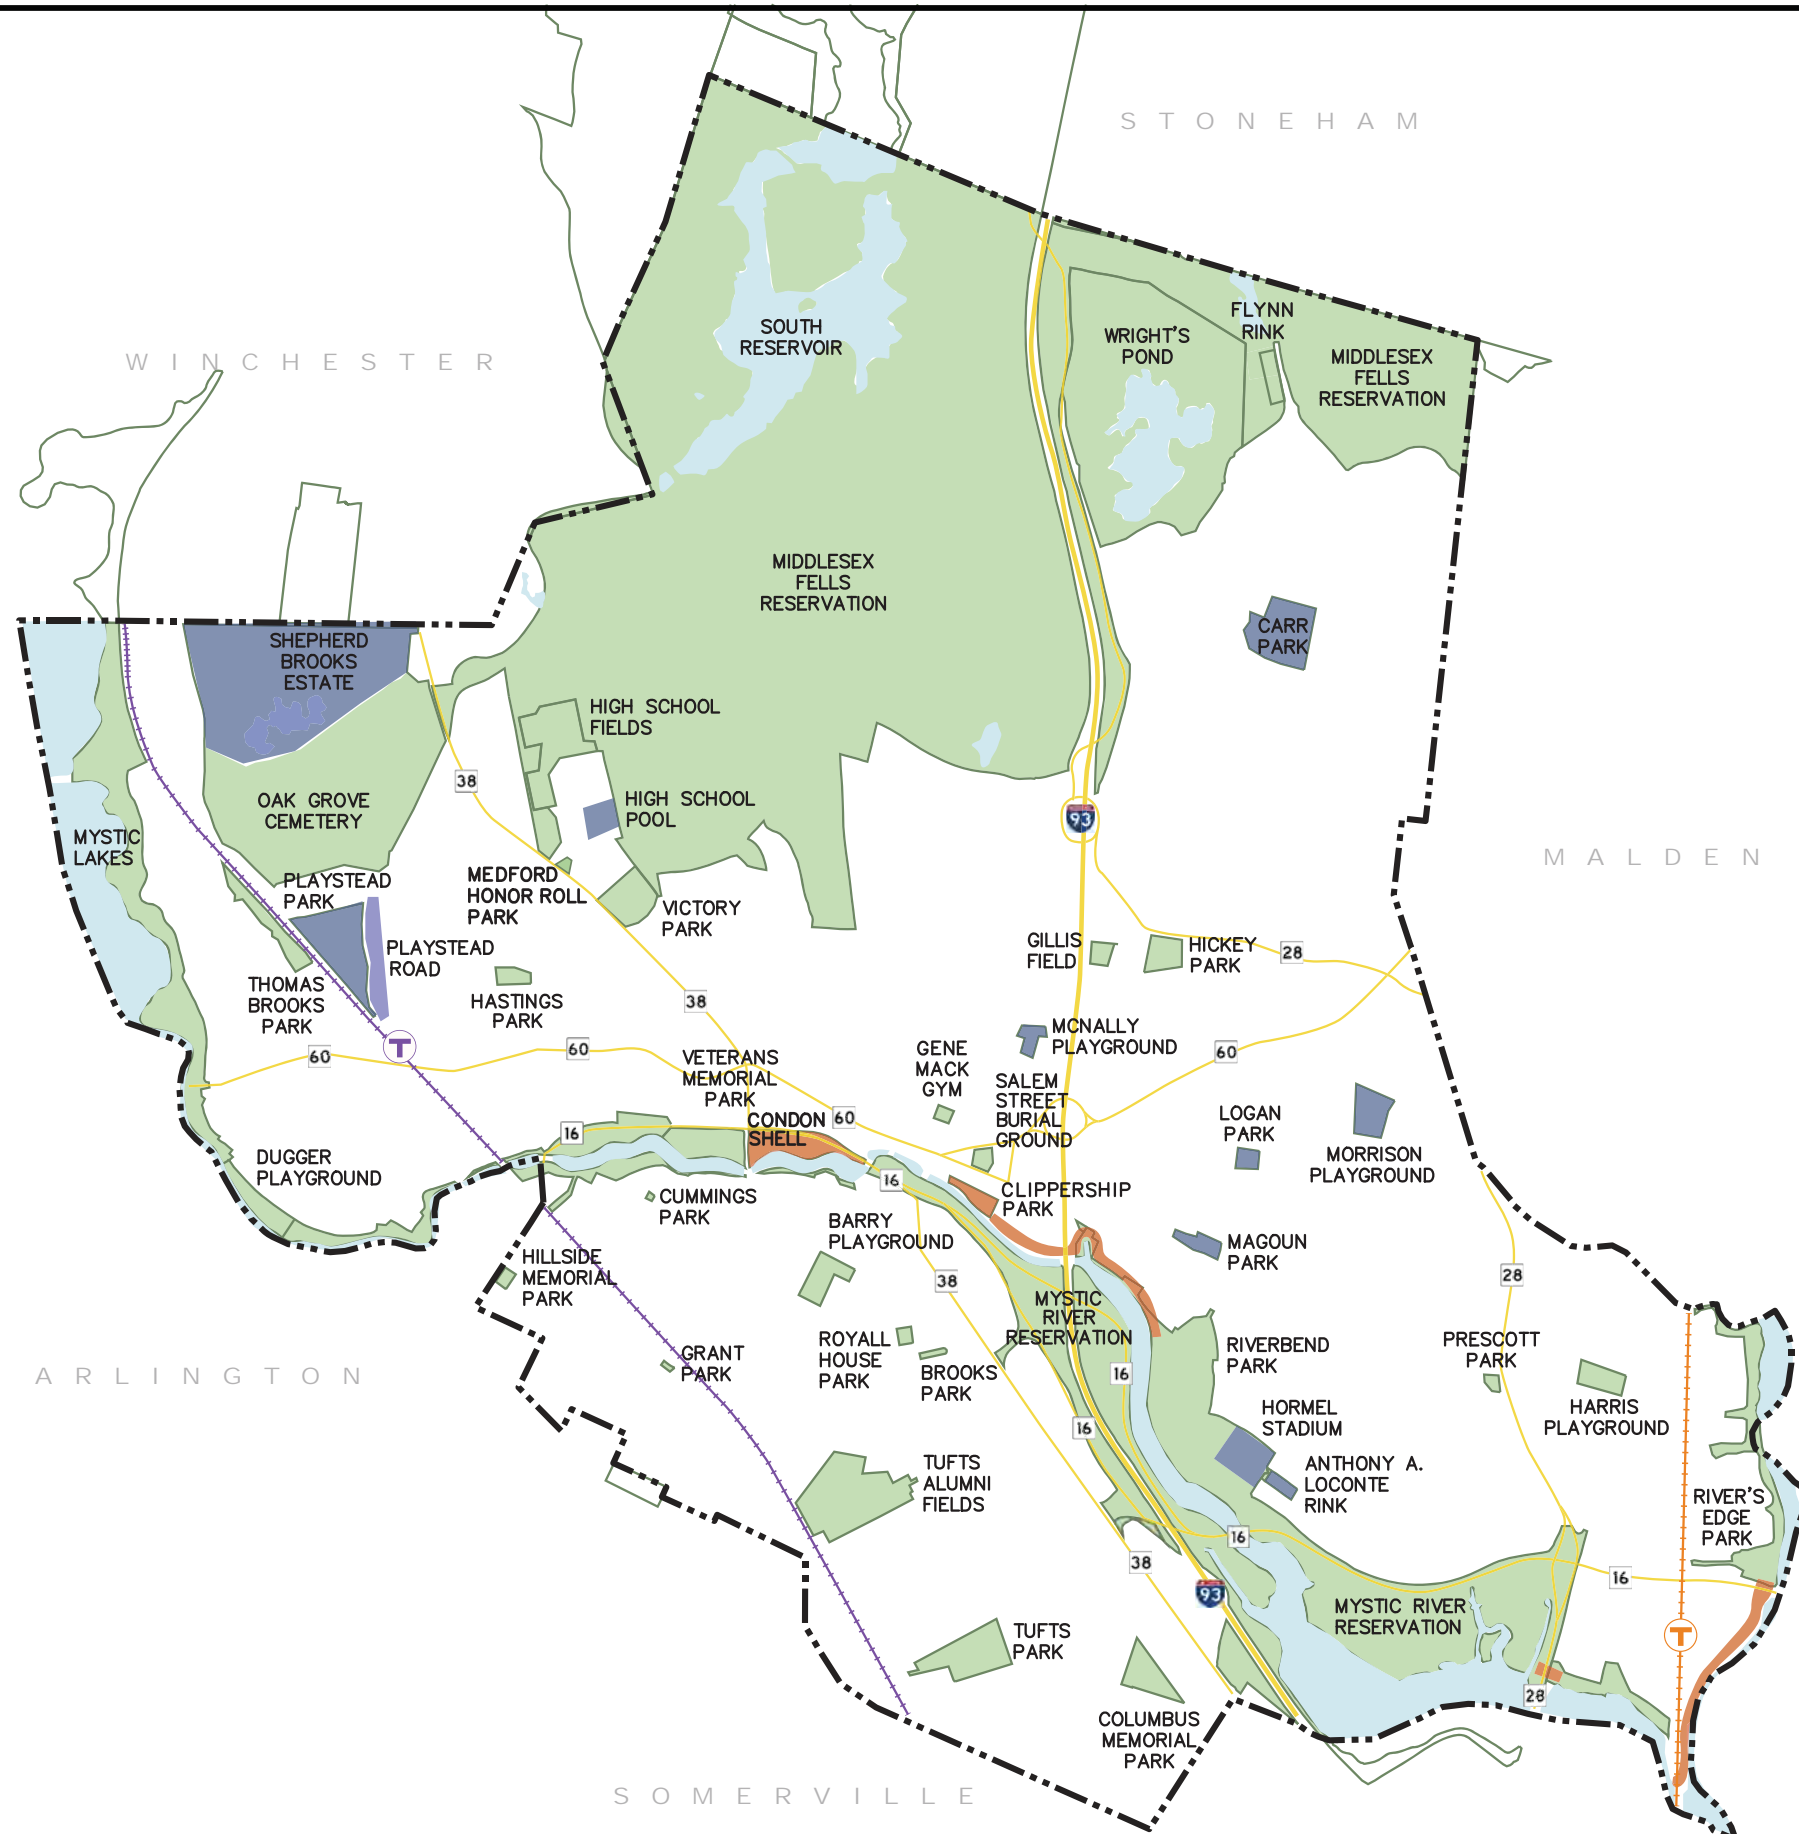 STONEHAM
WINCHESTER
SOUTH
RESERVOIR
WRIGHT'S
POND
FLYNN
RINK
MIDDLESEX
FELLS
RESERVATION
MIDDLESEX
FELLS
RESERVATION
CARR
PARK
SHEPHERD
BROOKS
ESTATE
HIGH SCHOOL
FIELDS
38
OAK GROVE
CEMETERY
HIGH SCHOOL
POOL
93
MYSTIC
LAKES
MALDEN
PLAYSTEAD
PARK
MEDFORD
HONOR ROLL
PARK
VICTORY
PARK
PLAYSTEAD
ROAD
GILLIS
FIELD
HICKEY
PARK
28
THOMAS
BROOKS
PARK
HASTINGS
PARK
38
T
60
60
VETERANS
MEMORIAL
PARK
GENE
MACK
GYM
MCNALLY
PLAYGROUND
60
SALEM
STREET
BURIAL
GROUND
CONDON
SHELL
60
16
LOGAN
PARK
MORRISON
PLAYGROUND
DUGGER
PLAYGROUND
CUMMINGS
PARK
16
CLIPPERSHIP
PARK
BARRY
PLAYGROUND
MAGOUN
PARK
HILLSIDE
MEMORIAL
PARK
38
28
MYSTIC
RIVER
RESERVATION
ARLINGTON
GRANT
PARK
ROYALL
HOUSE
PARK
BROOKS
PARK
16
RIVERBEND
PARK
PRESCOTT
PARK
HARRIS
PLAYGROUND
16
HORMEL
STADIUM
TUFTS
ALUMNI
FIELDS
ANTHONY A.
LOCONTE
RINK
RIVER'S
EDGE
PARK
16
38
93
16
MYSTIC RIVER
RESERVATION
TUFTS
PARK
T
28
COLUMBUS
MEMORIAL
PARK
SOMERVILLE